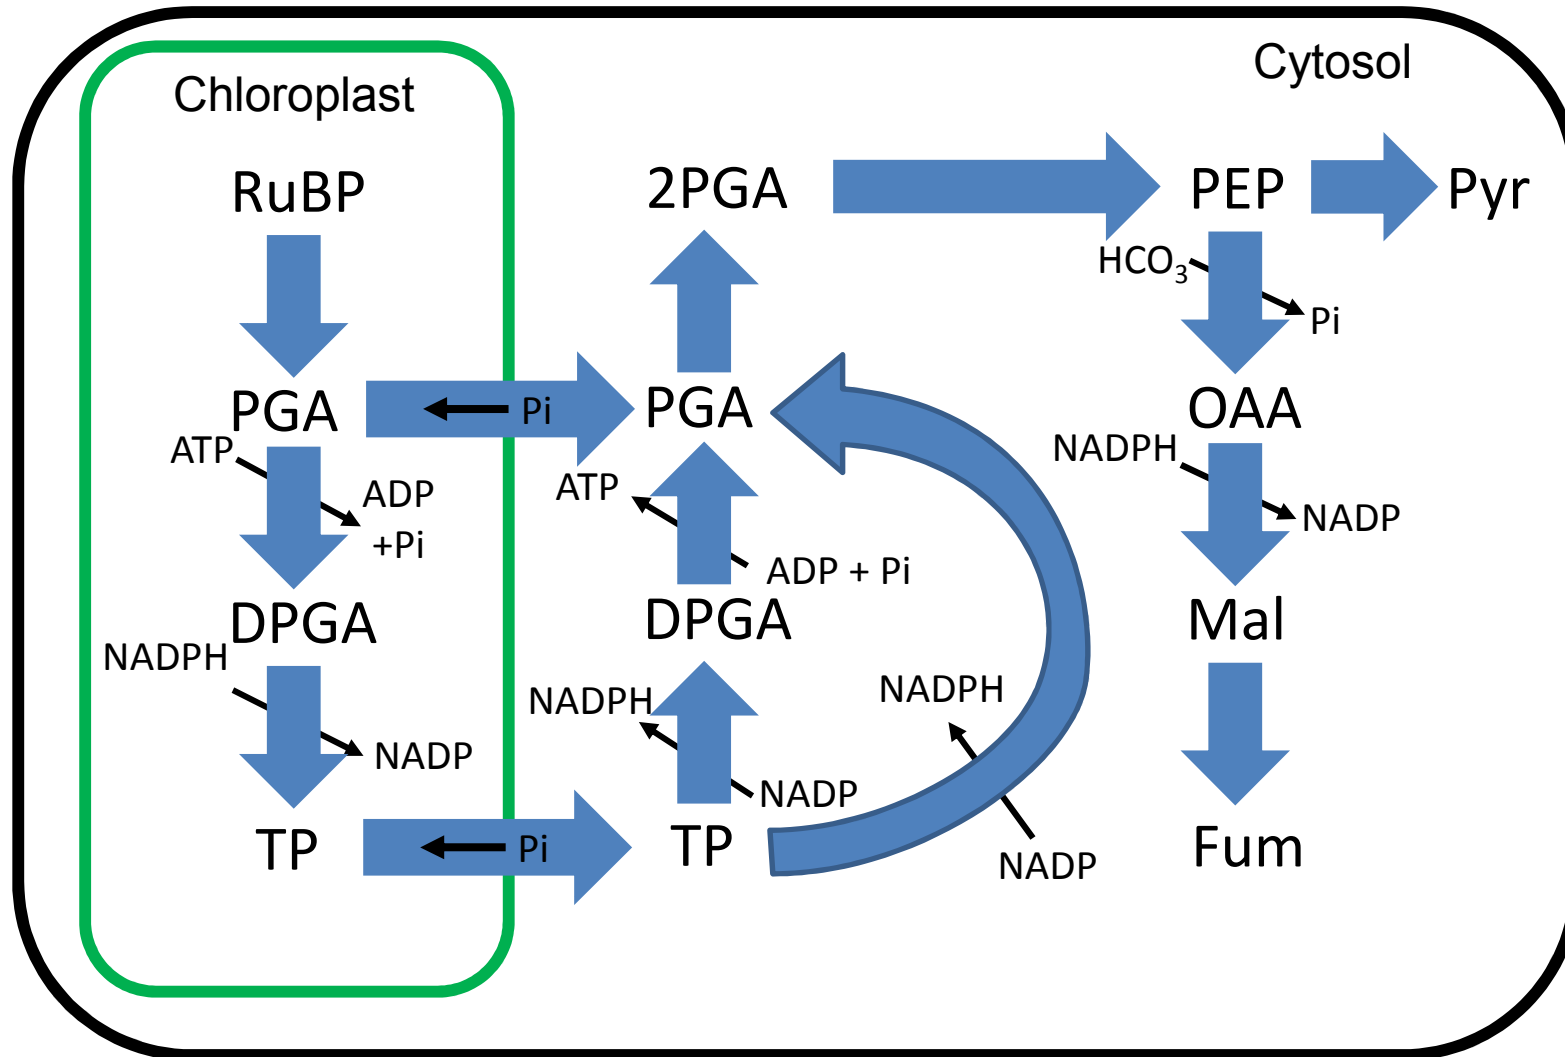 Chloroplast
RuBP
PGA
ATP
ADP
+Pi
DPGA
NADPH
NADP
TP
Pi
Pi
2PGA
PGA
ATP
ADP + Pi
DPGA
NADPH
NADP
TP
NADPH
NADP
Cytosol
PEP
Pyr
HCO₃
Pi
OAA
NADPH
NADP
Mal
Fum